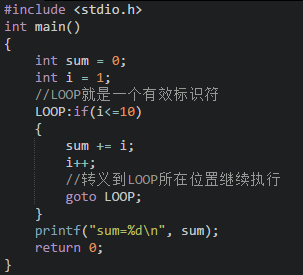 #include <stdio.h>
int main()
{
    int sum = 0;
    int i = 1;
    //LOOP就是一个有效标识符
    LOOP:if(i<=10)
    {
        sum += i;
        i++;
        //转义到LOOP所在位置继续执行
        goto LOOP;
    }
    printf("sum=%d\n", sum);
    return 0;
}